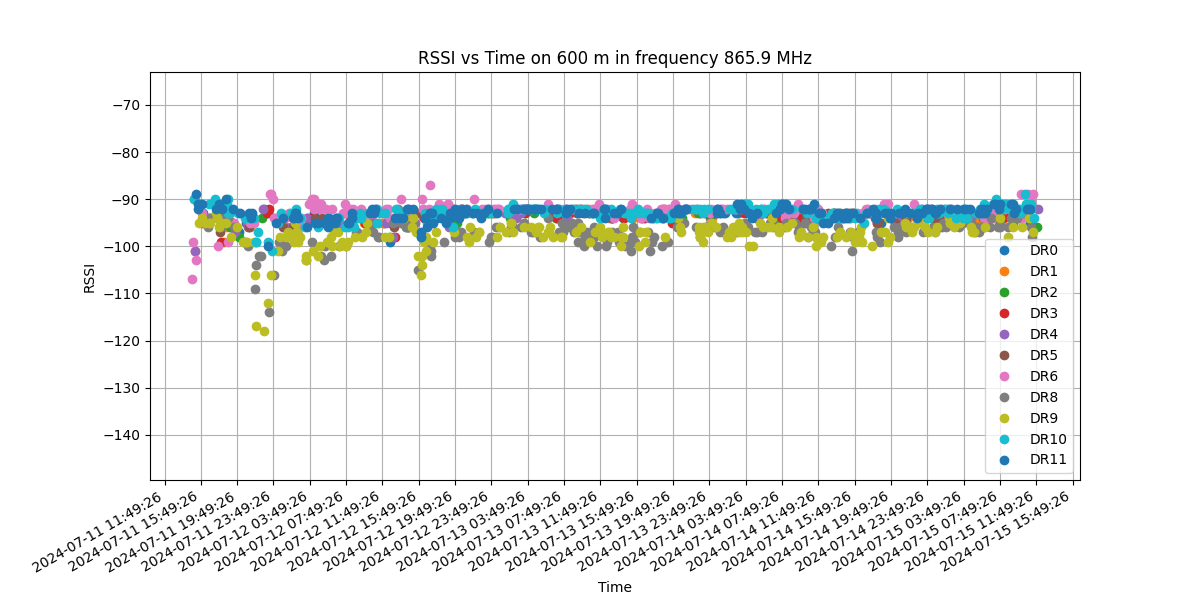 RSSI vs Time on 600 m in frequency 865.9 MHz
RSSI
−70
−80
−90
−100
−110
−120
−130
−140
DR0
DR1
DR2
DR3
DR4
DR5
DR6
DR8
DR9
DR10
DR11
2024-07-11 11:49:26
2024-07-11 15:49:26
2024-07-11 19:49:26
2024-07-11 23:49:26
2024-07-12 03:49:26
2024-07-12 07:49:26
2024-07-12 11:49:26
2024-07-12 15:49:26
2024-07-12 19:49:26
2024-07-12 23:49:26
2024-07-13 03:49:26
2024-07-13 07:49:26
2024-07-13 11:49:26
2024-07-13 15:49:26
2024-07-13 19:49:26
2024-07-13 23:49:26
2024-07-14 03:49:26
2024-07-14 07:49:26
2024-07-14 11:49:26
2024-07-14 15:49:26
2024-07-14 19:49:26
2024-07-14 23:49:26
2024-07-15 03:49:26
2024-07-15 07:49:26
2024-07-15 11:49:26
2024-07-15 15:49:26
Time